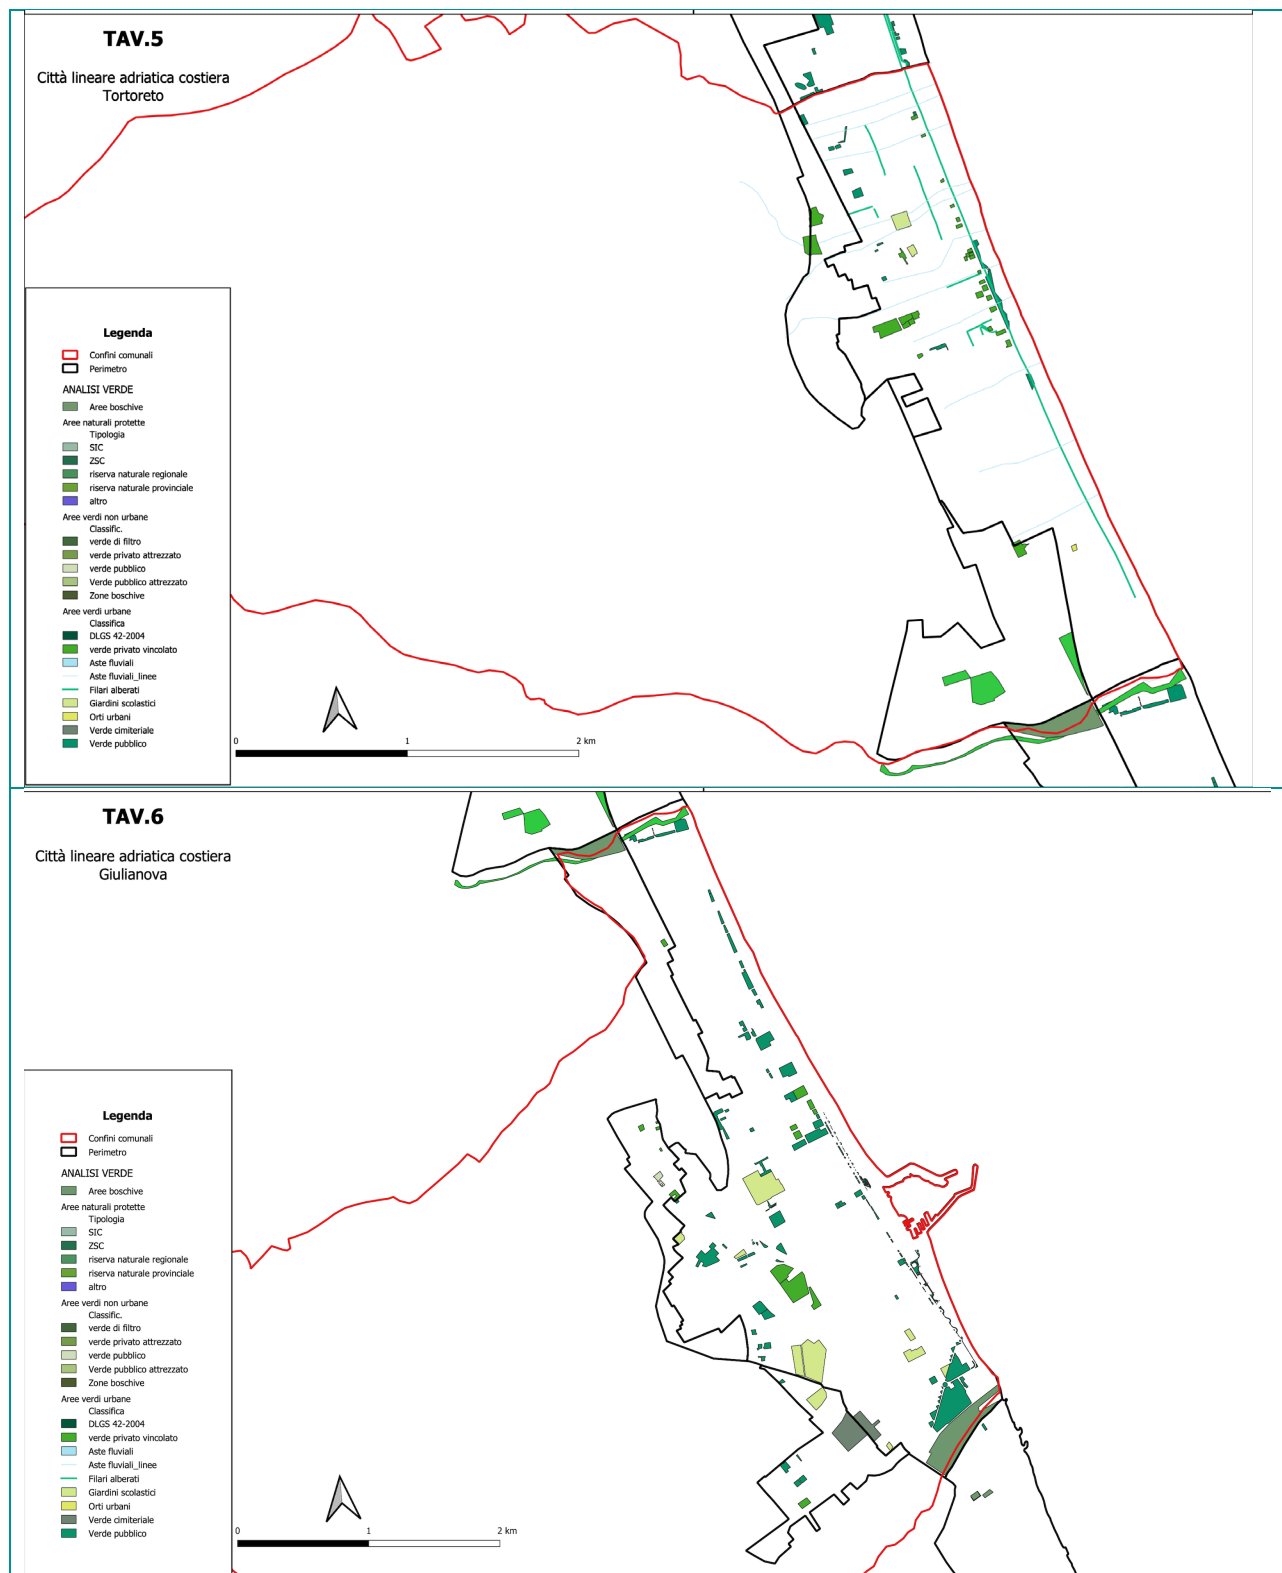 TAV.5
Città lineare adriatica costiera
Tortoreto
Legenda
Confini comunali
Perimetro
ANALISI VERDE
Aree boschive
Aree naturali protette
Tipologia
SIC
ZSC
riserva naturale regionale
riserva naturale provinciale
altro
Aree verdi non urbane
Classific.
verde di filtro
verde privato attrezzato
verde pubblico
Verde pubblico attrezzato
Zone boschive
Aree verdi urbane
Classifica
DLGS 42-2004
verde privato vincolato
Aste fluviali
Aste fluviali_linee
Filari alberati
Giardini scolastici
Orti urbani
Verde cimiteriale
Verde pubblico
0 1 2 km
TAV.6
Città lineare adriatica costiera
Giulianova
Legenda
Confini comunali
Perimetro
ANALISI VERDE
Aree boschive
Aree naturali protette
Tipologia
SIC
ZSC
riserva naturale regionale
riserva naturale provinciale
altro
Aree verdi non urbane
Classific.
verde di filtro
verde privato attrezzato
verde pubblico
Verde pubblico attrezzato
Zone boschive
Aree verdi urbane
Classifica
DLGS 42-2004
verde privato vincolato
Aste fluviali
Aste fluviali_linee
Filari alberati
Giardini scolastici
Orti urbani
Verde cimiteriale
Verde pubblico
0 1 2 km